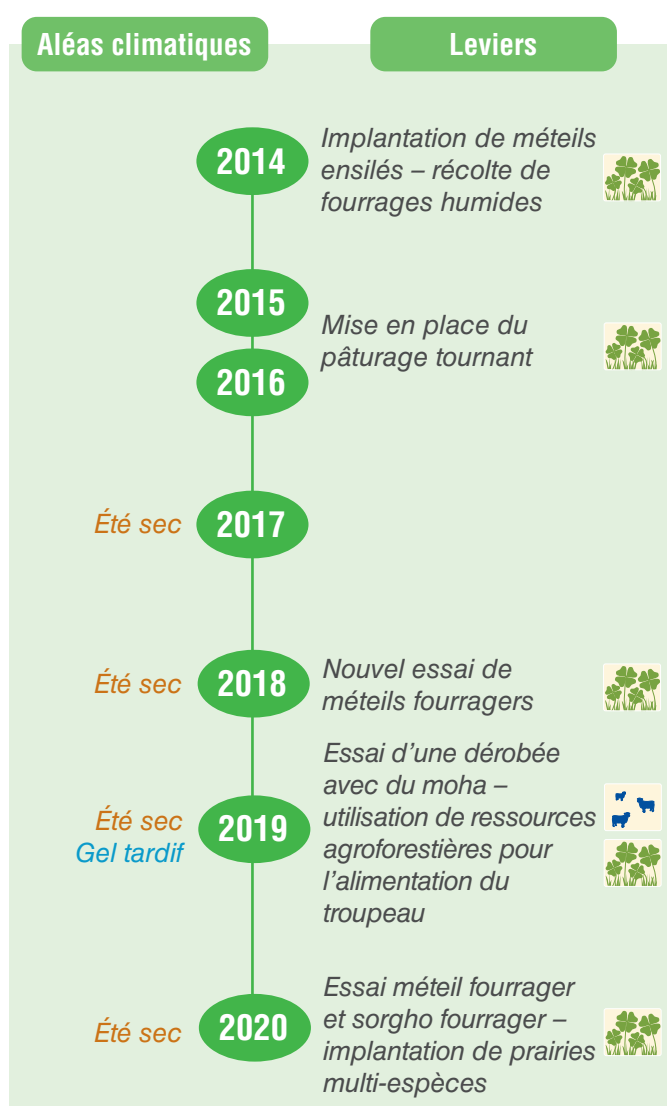 Aléas climatiques
Leviers
2014
Implantation de méteils
ensilés – récolte de
fourrages humides
2015
2016
Mise en place du
pâturage tournant
Été sec
2017
Été sec
2018
Nouvel essai de
méteils fourragers
Été sec
Gel tardif
2019
Essai d’une dérobée
avec du moha –
utilisation de ressources
agroforestières pour
l’alimentation du
troupeau
Été sec
2020
Essai méteil fourrager
et sorgho fourrager –
implantation de prairies
multi-espèces